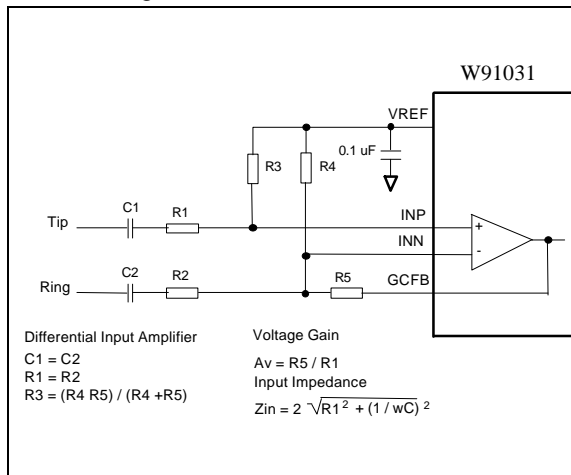 W91031
VREF
0.1 uF
R3
R4
C1
R1
Tip
INP
INN
C2
R2
R5
GCFB
Ring
+
-
Differential Input Amplifier
C1 = C2
R1 = R2
R3 = (R4 R5) / (R4 +R5)
Voltage Gain
Av = R5 / R1
Input Impedance
Zin = 2 √R1² + (1 / wC) ²